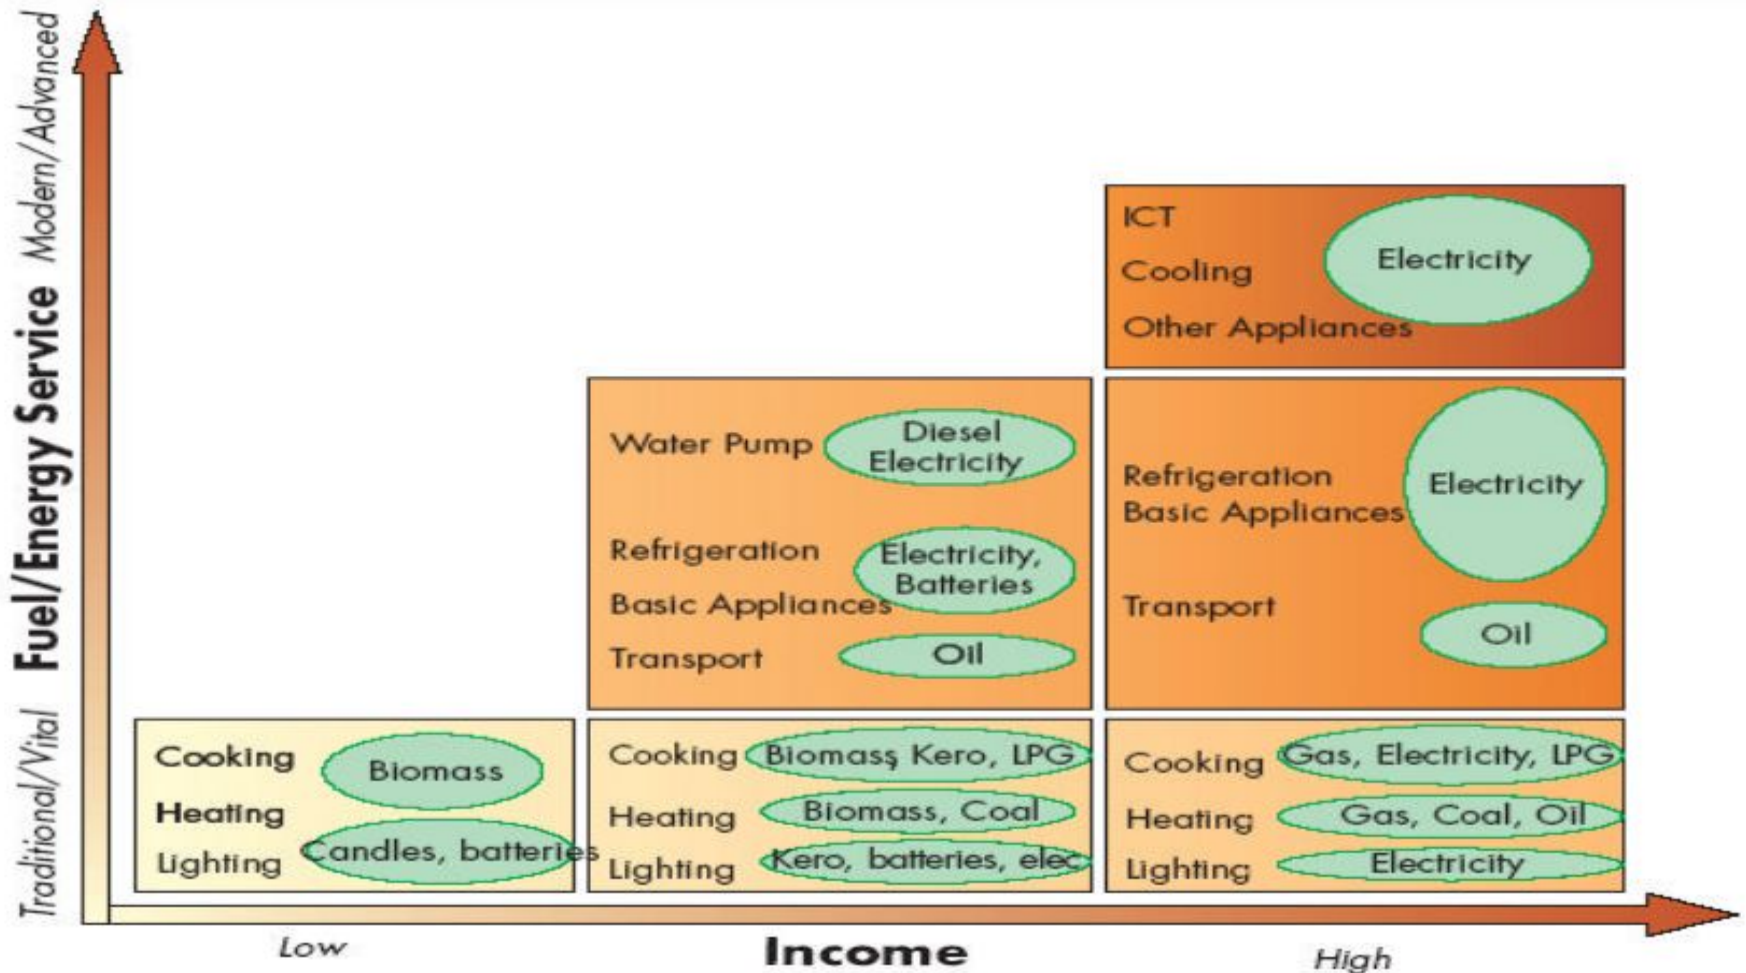 Fuel/Energy Service
Modern/Advanced
Traditional/Vital
ICT
Cooling
Other Appliances
Electricity
Water Pump
Diesel
Electricity
Refrigeration
Basic Appliances
Electricity,
Batteries
Transport
Oil
Refrigeration
Basic Appliances
Electricity
Transport
Oil
Cooking
Biomass
Heating
Lighting
Candles, batteries
Cooking
Biomass, Kero, LPG
Heating
Biomass, Coal
Lighting
Kero, batteries, elec
Cooking
Gas, Electricity, LPG
Heating
Gas, Coal, Oil
Lighting
Electricity
Low
Income
High